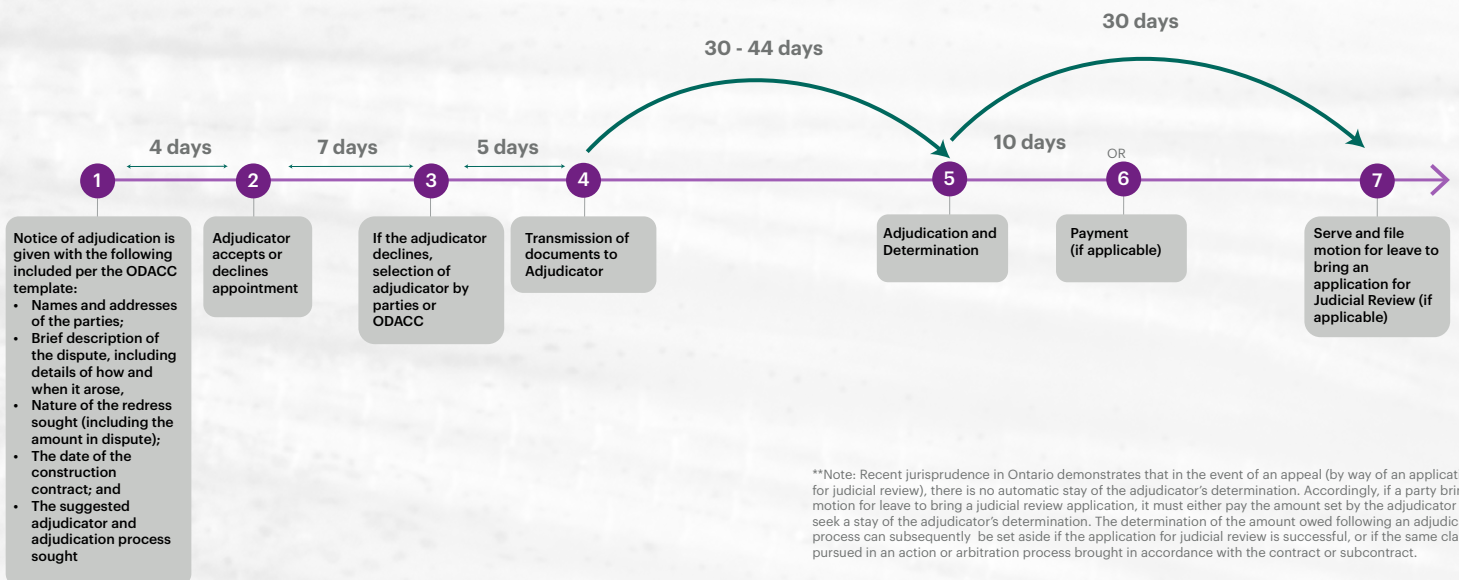 30 days
30 - 44 days
4 days
7 days
5 days
10 days
OR
1
2
3
4
5
6
7
Notice of adjudication is
given with the following
included per the ODACC
template:
• Names and addresses
of the parties;
• Brief description of
the dispute, including
details of how and
when it arose,
• Nature of the redress
sought (including the
amount in dispute);
• The date of the
construction
contract; and
• The suggested
adjudicator and
adjudication process
sought
Adjudicator
accepts or
declines
appointment
If the adjudicator
declines,
selection of
adjudicator by
parties or
ODACC
Transmission of
documents to
Adjudicator
Adjudication and
Determination
Payment
(if applicable)
Serve and file
motion for leave to
bring an
application for
Judicial Review (if
applicable)
**Note: Recent jurisprudence in Ontario demonstrates that in the event of an appeal (by way of an applicat
for judicial review), there is no automatic stay of the adjudicator's determination. Accordingly, if a party brin
motion for leave to bring a judicial review application, it must either pay the amount set by the adjudicator
seek a stay of the adjudicator's determination. The determination of the amount owed following an adjudic
process can subsequently be set aside if the application for judicial review is successful, or if the same cla
pursued in an action or arbitration process brought in accordance with the contract or subcontract.